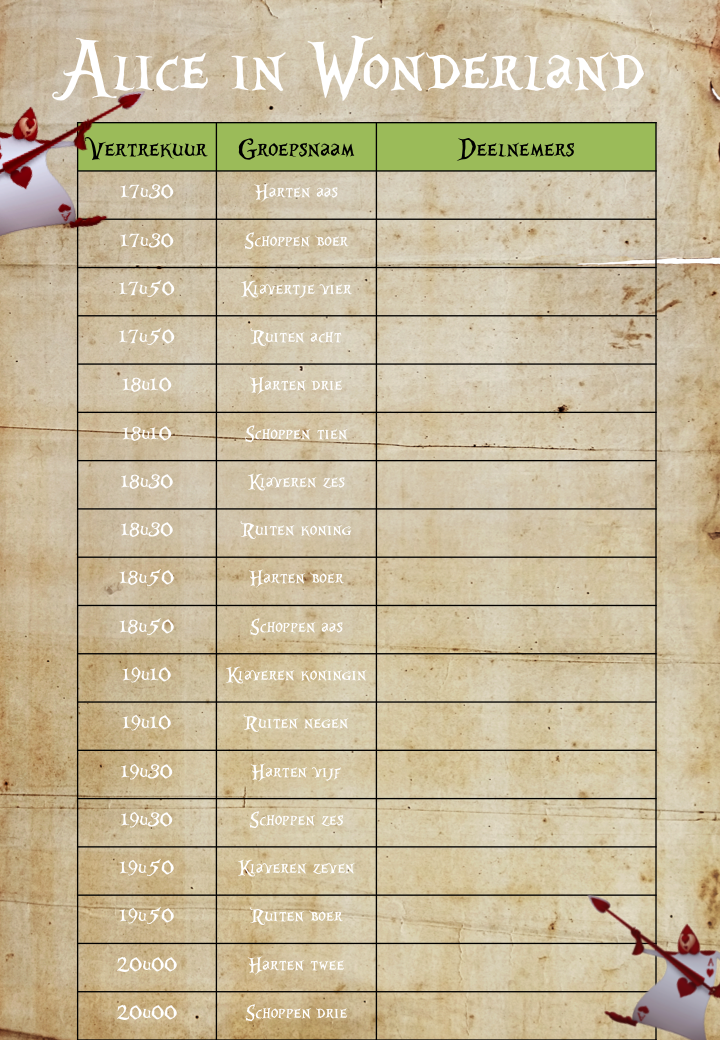 Alice in Wonderland
Vertrekuur Groepsnaam Deelnemers
17u30 Harten aas
17u30 Schoppen boer
17u50 Klavertje vier
17u50 Ruiten acht
18u10 Harten drie
18u10 Schoppen tien
18u30 Klaveren zes
18u30 Ruiten koning
18u50 Harten boer
18u50 Schoppen aas
19u10 Klaveren koningin
19u10 Ruiten negen
19u30 Harten vijf
19u30 Schoppen zes
19u50 Klaveren zeven
19u50 Ruiten boer
20u00 Harten twee
20u00 Schoppen drie